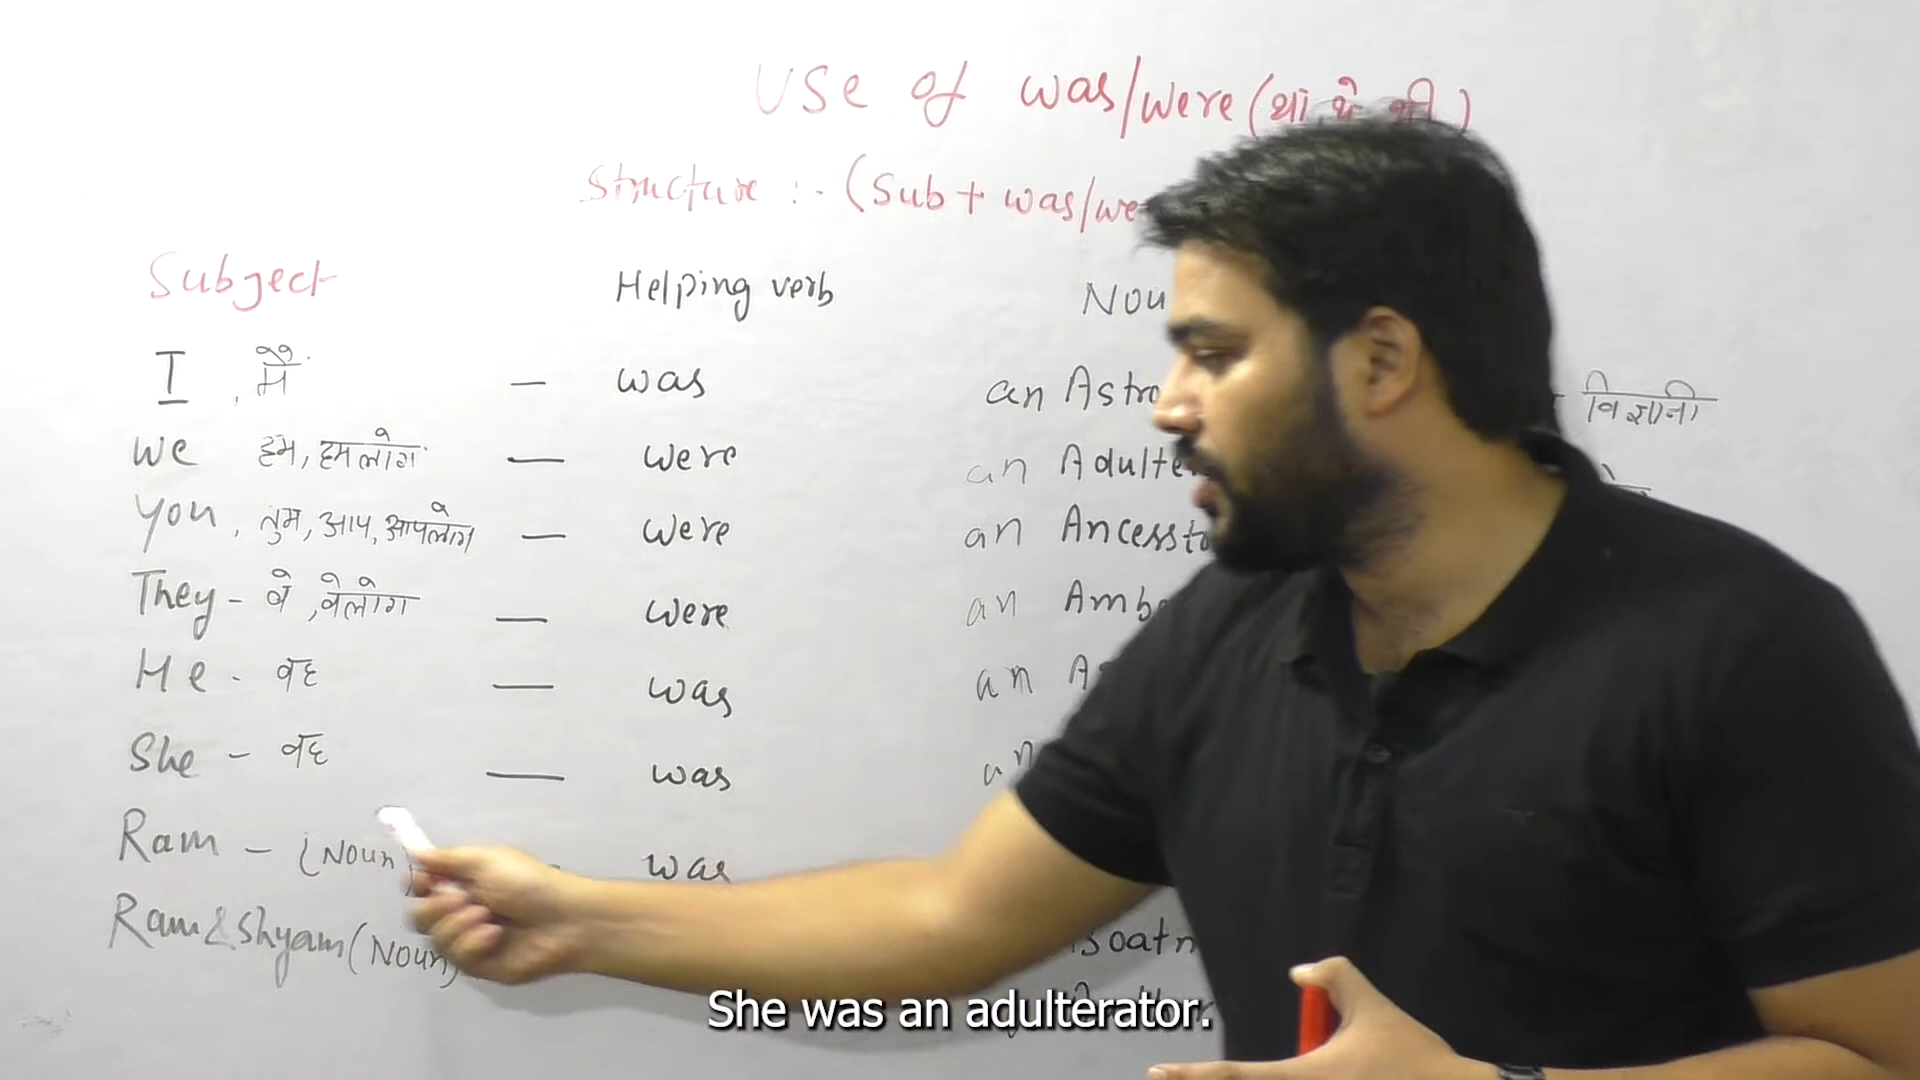 Use of was/were (था, थे, थी)
Structure :- (Sub + was/we
Subject Helping verb Nou
I , मैं — was an Astro विज्ञानी
We हम, हमलोग — were an Adulte
You , तुम, आप, आपलोग — were an Ancessto
They - वे , वेलोग — were an Amb
He - वह — was an A
She - वह — was an
Ram - (Noun) - was
Ram & Shyam (Noun)
She was an adulterator.